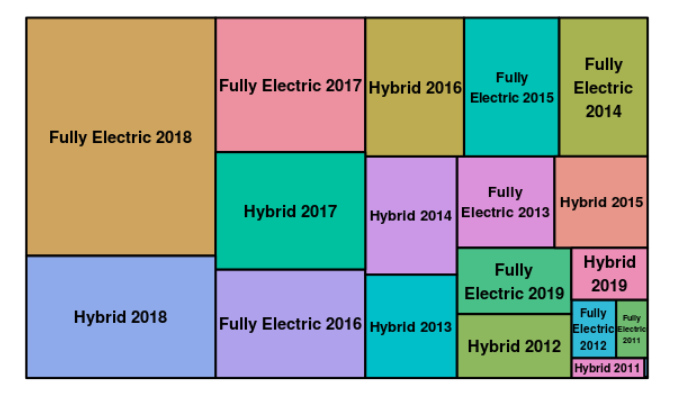 Fully Electric 2018
Hybrid 2018
Fully Electric 2017
Hybrid 2017
Fully Electric 2016
Hybrid 2016
Fully
Electric 2015
Fully
Electric
2014
Hybrid 2014
Hybrid 2013
Fully
Electric 2013
Hybrid 2015
Fully
Electric 2019
Hybrid 2012
Hybrid
2019
Fully
Electric
2012
Fully
Electric
2011
Hybrid 2011